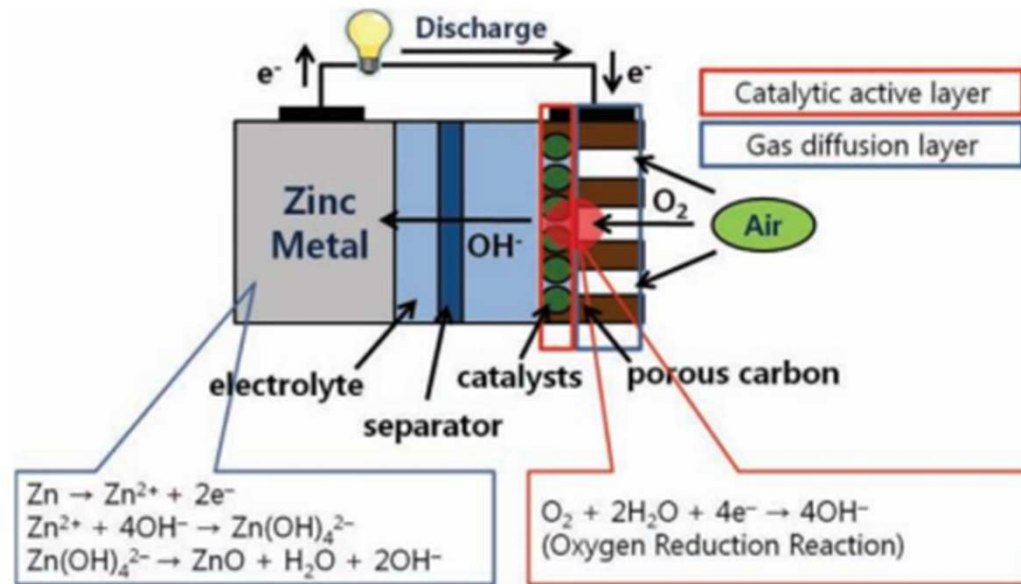 Discharge
e⁻
e⁻
Catalytic active layer
Gas diffusion layer
Zinc
Metal
OH⁻
O₂
Air
electrolyte
separator
catalysts
porous carbon
Zn → Zn²⁺ + 2e⁻
Zn²⁺ + 4OH⁻ → Zn(OH)₄²⁻
Zn(OH)₄²⁻ → ZnO + H₂O + 2OH⁻
O₂ + 2H₂O + 4e⁻ → 4OH⁻
(Oxygen Reduction Reaction)